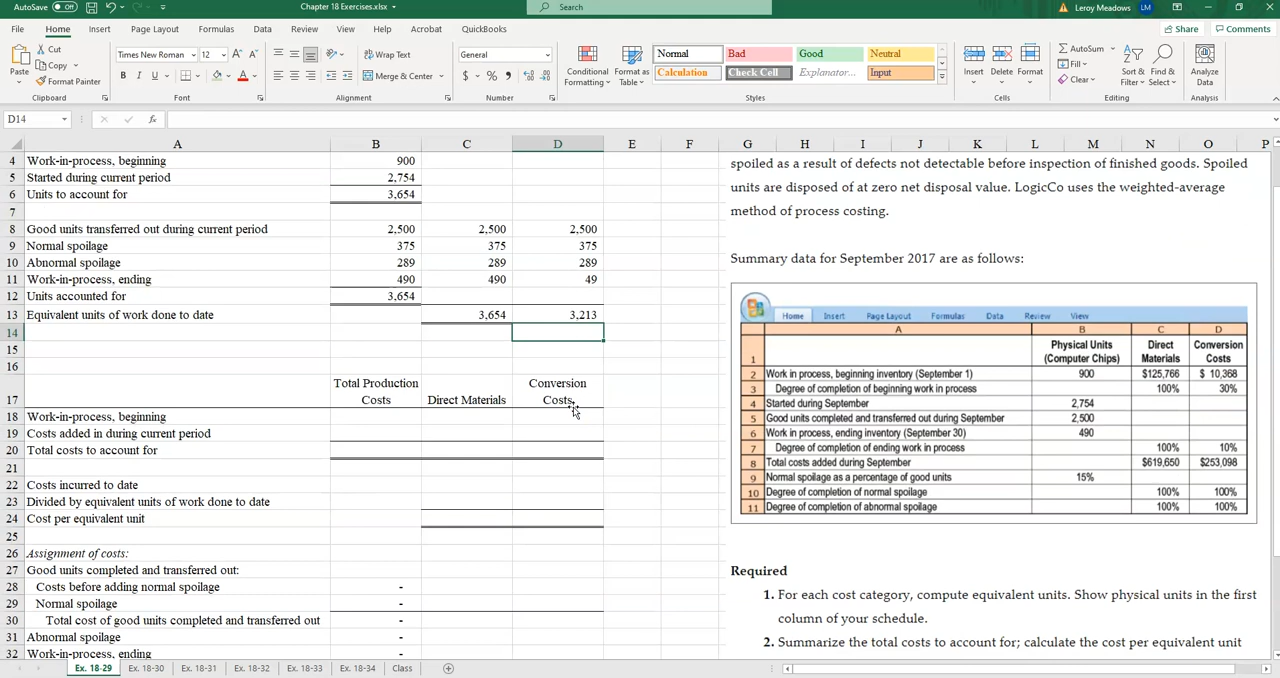 AutoSave Off Chapter 18 Exercises.xlsx Search Leroy Meadows LM
File Home Insert Page Layout Formulas Data Review View Help Acrobat QuickBooks Share Comments
Paste Cut Copy Format Painter
Clipboard
Times New Roman 12 A A
B I U A
Font
Wrap Text
Merge & Center
Alignment
General
$ % 9
Number
Conditional Formatting Format as Table
Normal Bad Good Neutral
Calculation Check Cell Explanatory... Input
Styles
Insert Delete Format
Cells
AutoSum
Fill
Clear
Sort & Filter Find & Select
Editing
Analyze Data
Analysis
D14 fx
A B C D E F G H I J K L M N O P
4 Work-in-process, beginning 900
5 Started during current period 2,754
6 Units to account for 3,654
7
8 Good units transferred out during current period 2,500 2,500 2,500
9 Normal spoilage 375 375 375
10 Abnormal spoilage 289 289 289
11 Work-in-process, ending 490 490 49
12 Units accounted for 3,654
13 Equivalent units of work done to date 3,654 3,213
14
15
16
17 Total Production Costs Direct Materials Conversion Costs
18 Work-in-process, beginning
19 Costs added in during current period
20 Total costs to account for
21
22 Costs incurred to date
23 Divided by equivalent units of work done to date
24 Cost per equivalent unit
25
26 Assignment of costs:
27 Good units completed and transferred out:
28 Costs before adding normal spoilage -
29 Normal spoilage -
30 Total cost of good units completed and transferred out -
31 Abnormal spoilage -
32 Work-in-process, ending -
spoiled as a result of defects not detectable before inspection of finished goods. Spoiled
units are disposed of at zero net disposal value. LogicCo uses the weighted-average
method of process costing.
Summary data for September 2017 are as follows:
Home Insert Page Layout Formulas Data Review View
A B C D
1 Physical Units (Computer Chips) Direct Materials Conversion Costs
2 Work in process, beginning inventory (September 1) 900 $125,766 $ 10,368
3 Degree of completion of beginning work in process 100% 30%
4 Started during September 2,754
5 Good units completed and transferred out during September 2,500
6 Work in process, ending inventory (September 30) 490
7 Degree of completion of ending work in process 100% 10%
8 Total costs added during September $619,650 $253,098
9 Normal spoilage as a percentage of good units 15%
10 Degree of completion of normal spoilage 100% 100%
11 Degree of completion of abnormal spoilage 100% 100%
Required
1. For each cost category, compute equivalent units. Show physical units in the first
column of your schedule.
2. Summarize the total costs to account for; calculate the cost per equivalent unit
Ex. 18-29 Ex. 18-30 Ex. 18-31 Ex. 18-32 Ex. 18-33 Ex. 18-34 Class